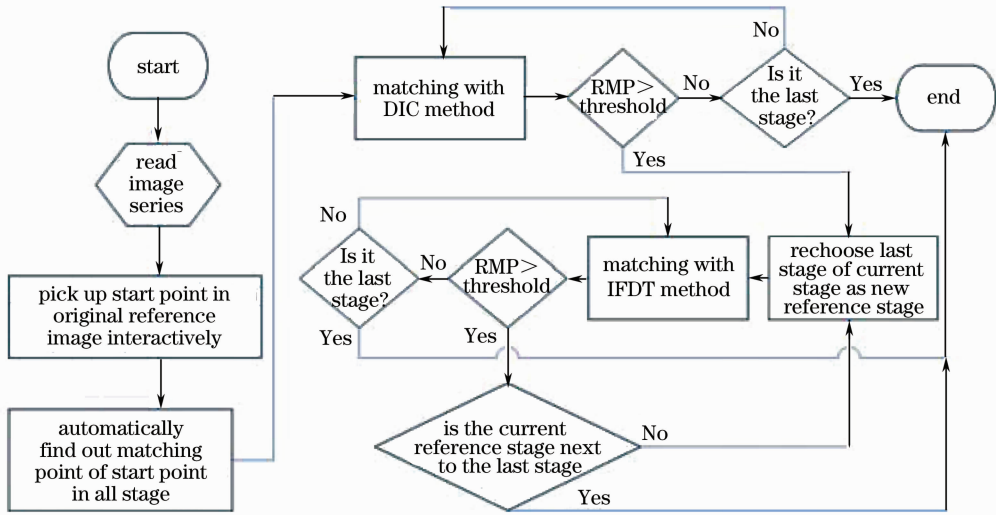 start
read
image
series
pick up start point in
original reference
image interactively
automatically
find out matching
point of start point
in all stage
matching with
DIC method
RMP>
threshold
No
Yes
Is it
the last
stage?
No
Yes
end
rechoose last
stage of current
stage as new
reference stage
matching with
IFDT method
RMP>
threshold
No
Yes
Is it
the last
stage?
No
Yes
is the current
reference stage next
to the last stage
No
Yes